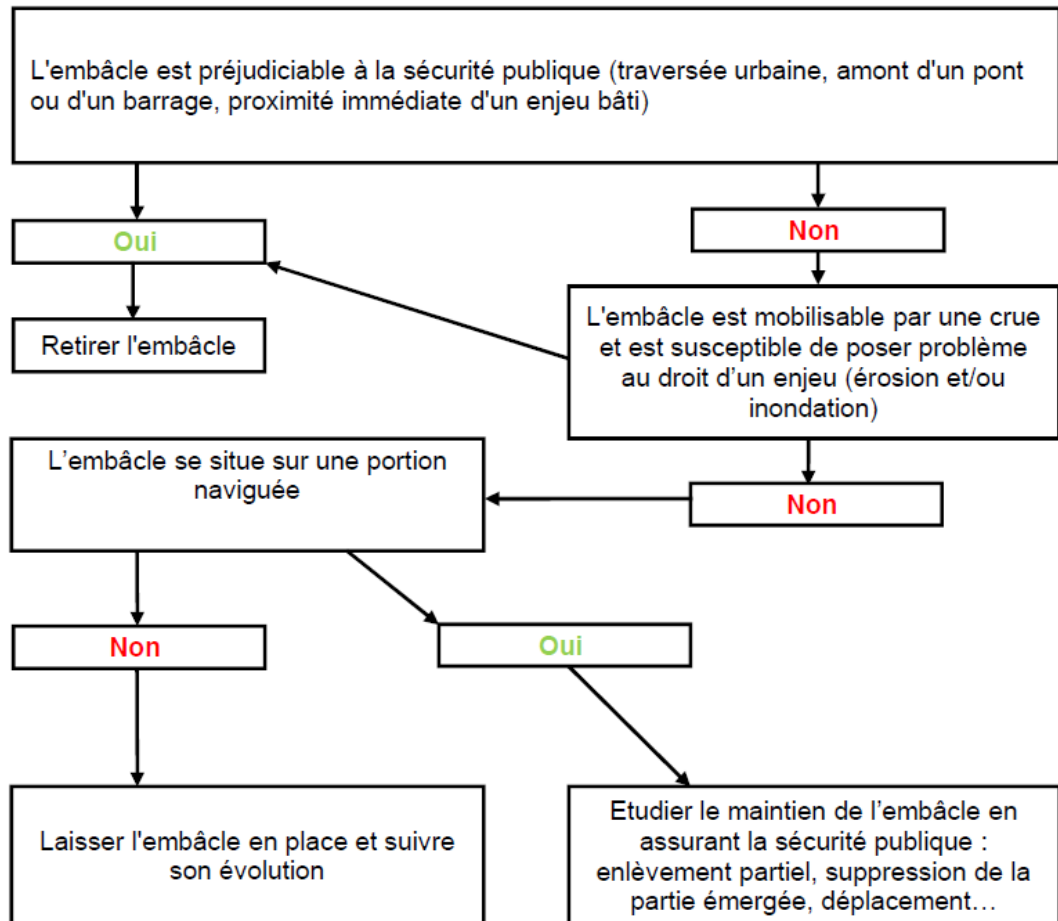 L'embâcle est préjudiciable à la sécurité publique (traversée urbaine, amont d'un pont
ou d'un barrage, proximité immédiate d'un enjeu bâti)
Oui
Non
Retirer l'embâcle
L'embâcle est mobilisable par une crue
et est susceptible de poser problème
au droit d’un enjeu (érosion et/ou
inondation)
L’embâcle se situe sur une portion
naviguée
Non
Non
Oui
Laisser l'embâcle en place et suivre
son évolution
Etudier le maintien de l’embâcle en
assurant la sécurité publique :
enlèvement partiel, suppression de la
partie émergée, déplacement…